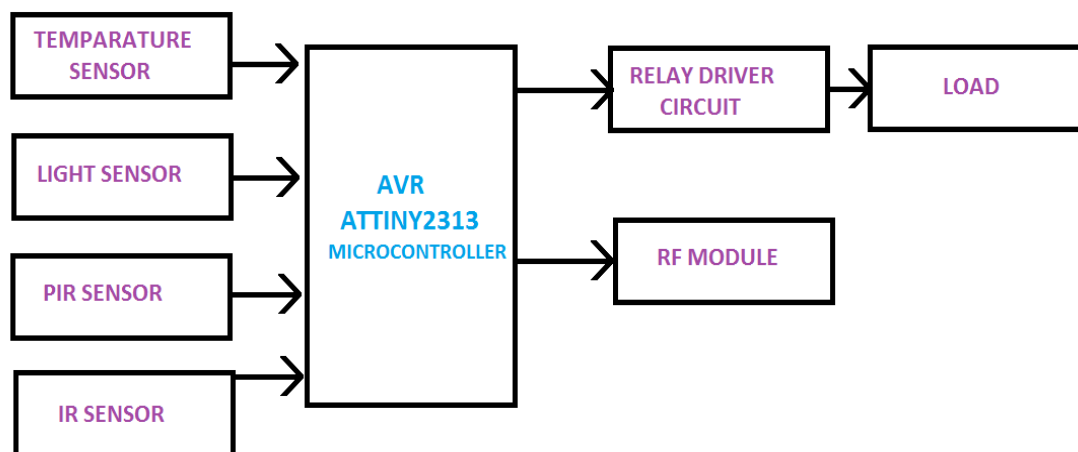 TEMPARATURE
SENSOR
LIGHT SENSOR
PIR SENSOR
IR SENSOR
AVR
ATTINY2313
MICROCONTROLLER
RELAY DRIVER
CIRCUIT
LOAD
RF MODULE